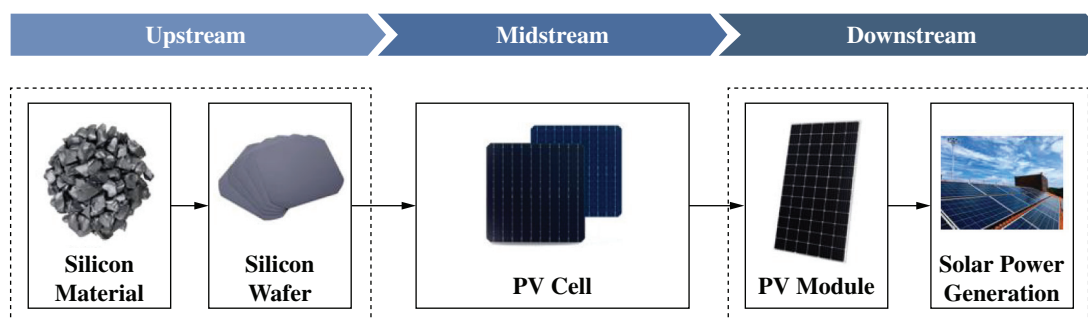 Upstream
Midstream
Downstream
Silicon
Material
Silicon
Wafer
PV Cell
PV Module
Solar Power
Generation